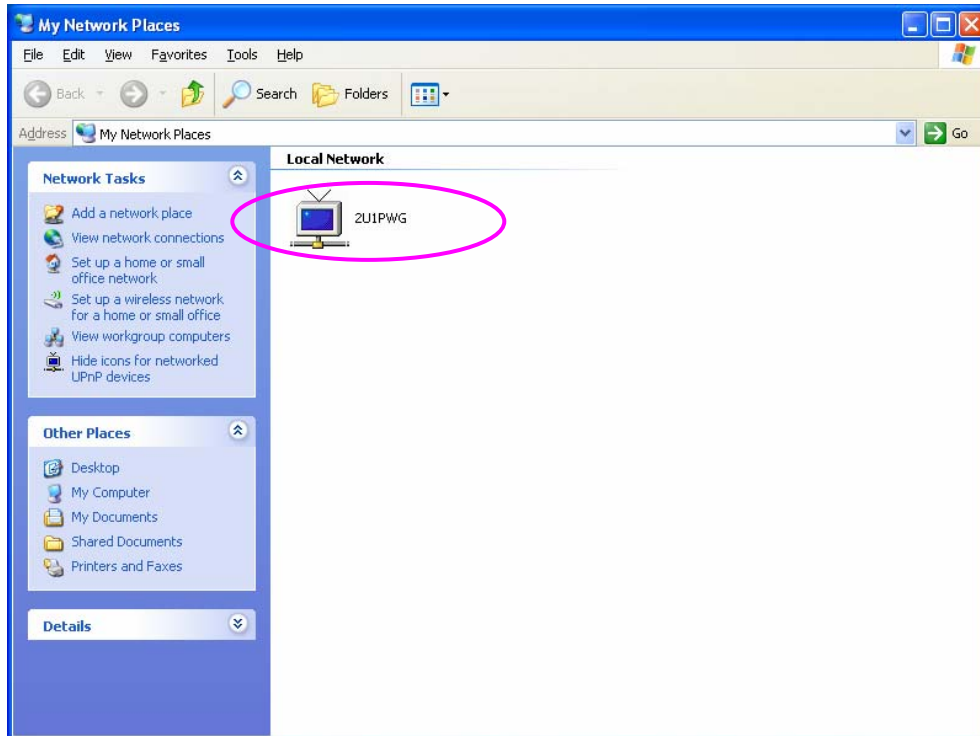 My Network Places
File Edit View Favorites Tools Help
Back Search Folders
Address My Network Places Go
Network Tasks
Add a network place
View network connections
Set up a home or small
office network
Set up a wireless network
for a home or small office
View workgroup computers
Hide icons for networked
UPnP devices
Other Places
Desktop
My Computer
My Documents
Shared Documents
Printers and Faxes
Details
Local Network
2U1PWG